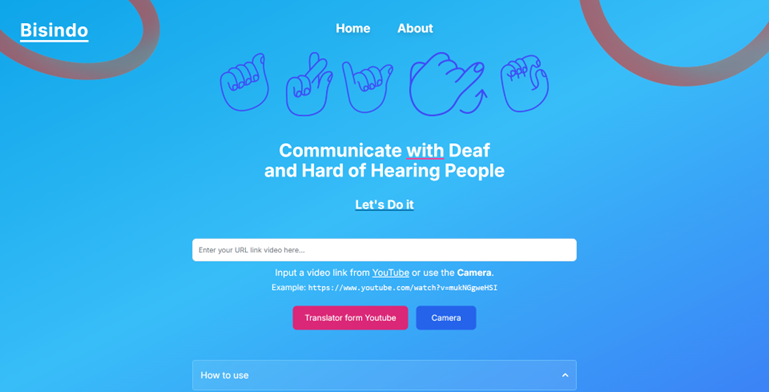 Bisindo
Home
About
Communicate with Deaf
and Hard of Hearing People
Let's Do it
Enter your URL link video here...
Input a video link from YouTube or use the Camera.
Example: https://www.youtube.com/watch?v=mukNGgweHSI
Translator form Youtube
Camera
How to use